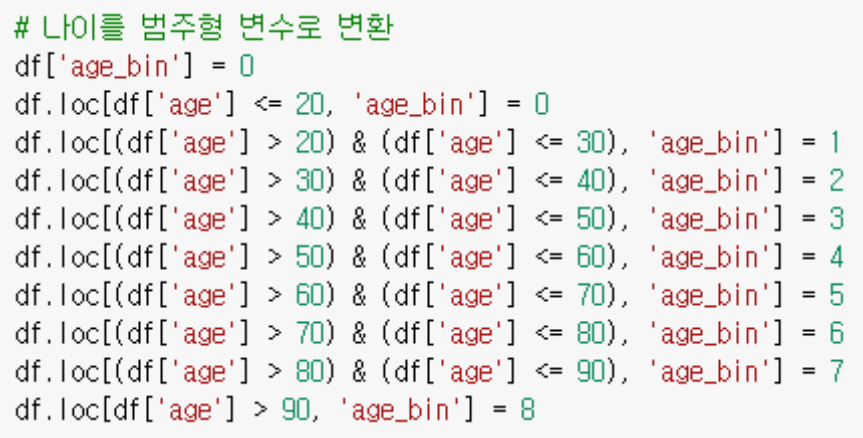 # 나이를 범주형 변수로 변환
df['age_bin'] = 0
df.loc[df['age'] <= 20, 'age_bin'] = 0
df.loc[(df['age'] > 20) & (df['age'] <= 30), 'age_bin'] = 1
df.loc[(df['age'] > 30) & (df['age'] <= 40), 'age_bin'] = 2
df.loc[(df['age'] > 40) & (df['age'] <= 50), 'age_bin'] = 3
df.loc[(df['age'] > 50) & (df['age'] <= 60), 'age_bin'] = 4
df.loc[(df['age'] > 60) & (df['age'] <= 70), 'age_bin'] = 5
df.loc[(df['age'] > 70) & (df['age'] <= 80), 'age_bin'] = 6
df.loc[(df['age'] > 80) & (df['age'] <= 90), 'age_bin'] = 7
df.loc[df['age'] > 90, 'age_bin'] = 8